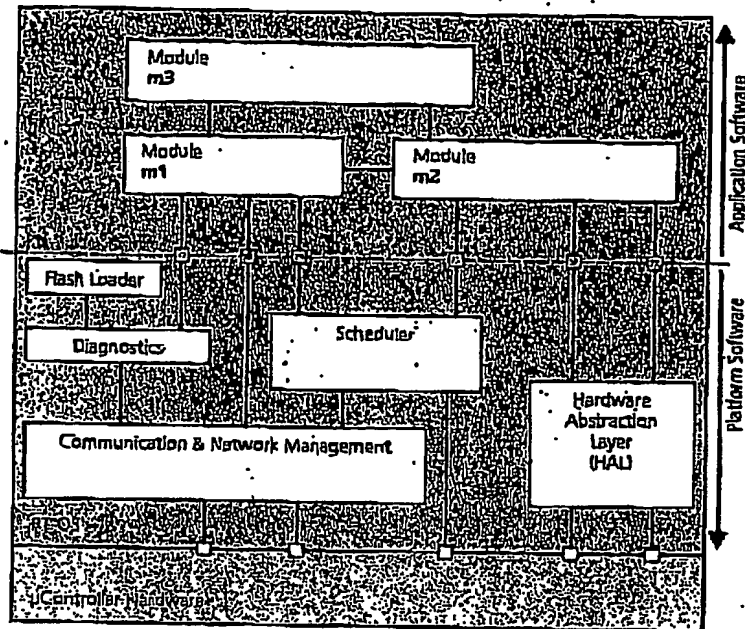 Module
m3
Module
m1
Module
m2
Application Software
Flash Loader
Diagnostics
Scheduler
Platform Software
Hardware
Abstraction
Layer
(HAL)
Communication & Network Management
µController Hardware